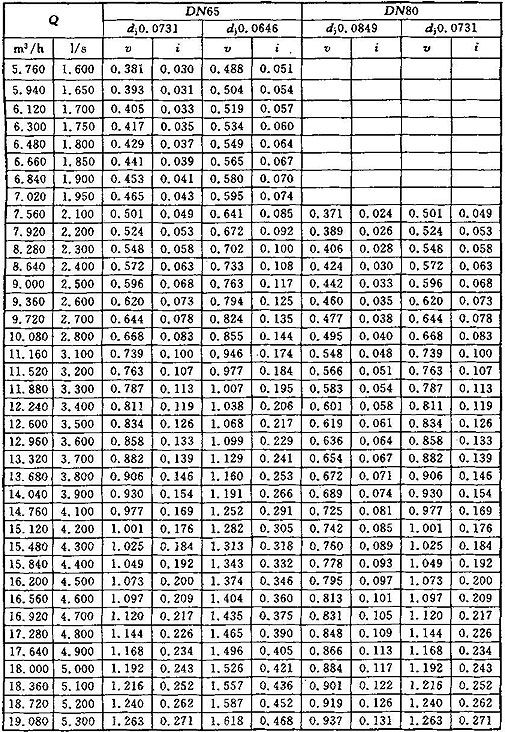 Q DN65 DN80
dj0.0731 dj0.0646 dj0.0849 dj0.0731
m³/h l/s v i v i v i v i
5.760 1.600 0.381 0.030 0.488 0.051
5.940 1.650 0.393 0.031 0.504 0.054
6.120 1.700 0.405 0.033 0.519 0.057
6.300 1.750 0.417 0.035 0.534 0.060
6.480 1.800 0.429 0.037 0.549 0.064
6.660 1.850 0.441 0.039 0.565 0.067
6.840 1.900 0.453 0.041 0.580 0.070
7.020 1.950 0.465 0.043 0.595 0.074
7.560 2.100 0.501 0.049 0.641 0.085 0.371 0.024 0.501 0.049
7.920 2.200 0.524 0.053 0.672 0.092 0.389 0.026 0.524 0.053
8.280 2.300 0.548 0.058 0.702 0.100 0.406 0.028 0.548 0.058
8.640 2.400 0.572 0.063 0.733 0.108 0.424 0.030 0.572 0.063
9.000 2.500 0.596 0.068 0.763 0.117 0.442 0.033 0.596 0.068
9.360 2.600 0.620 0.073 0.794 0.125 0.460 0.035 0.620 0.073
9.720 2.700 0.644 0.078 0.824 0.135 0.477 0.038 0.644 0.078
10.080 2.800 0.668 0.083 0.855 0.144 0.495 0.040 0.668 0.083
11.160 3.100 0.739 0.100 0.946 0.174 0.548 0.048 0.739 0.100
11.520 3.200 0.763 0.107 0.977 0.184 0.566 0.051 0.763 0.107
11.880 3.300 0.787 0.113 1.007 0.195 0.583 0.054 0.787 0.113
12.240 3.400 0.811 0.119 1.038 0.206 0.601 0.058 0.811 0.119
12.600 3.500 0.834 0.126 1.068 0.217 0.619 0.061 0.834 0.126
12.960 3.600 0.858 0.133 1.099 0.229 0.636 0.064 0.858 0.133
13.320 3.700 0.882 0.139 1.129 0.241 0.654 0.067 0.882 0.139
13.680 3.800 0.906 0.146 1.160 0.253 0.672 0.071 0.906 0.146
14.040 3.900 0.930 0.154 1.191 0.266 0.689 0.074 0.930 0.154
14.760 4.100 0.977 0.169 1.252 0.291 0.725 0.081 0.977 0.169
15.120 4.200 1.001 0.176 1.282 0.305 0.742 0.085 1.001 0.176
15.480 4.300 1.025 0.184 1.313 0.318 0.760 0.089 1.025 0.184
15.840 4.400 1.049 0.192 1.343 0.332 0.778 0.093 1.049 0.192
16.200 4.500 1.073 0.200 1.374 0.346 0.795 0.097 1.073 0.200
16.560 4.600 1.097 0.209 1.404 0.360 0.813 0.101 1.097 0.209
16.920 4.700 1.120 0.217 1.435 0.375 0.831 0.105 1.120 0.217
17.280 4.800 1.144 0.226 1.465 0.390 0.848 0.109 1.144 0.226
17.640 4.900 1.168 0.234 1.496 0.405 0.866 0.113 1.168 0.234
18.000 5.000 1.192 0.243 1.526 0.421 0.884 0.117 1.192 0.243
18.360 5.100 1.216 0.252 1.557 0.436 0.901 0.122 1.216 0.252
18.720 5.200 1.240 0.262 1.587 0.452 0.919 0.126 1.240 0.262
19.080 5.300 1.263 0.271 1.618 0.468 0.937 0.131 1.263 0.271